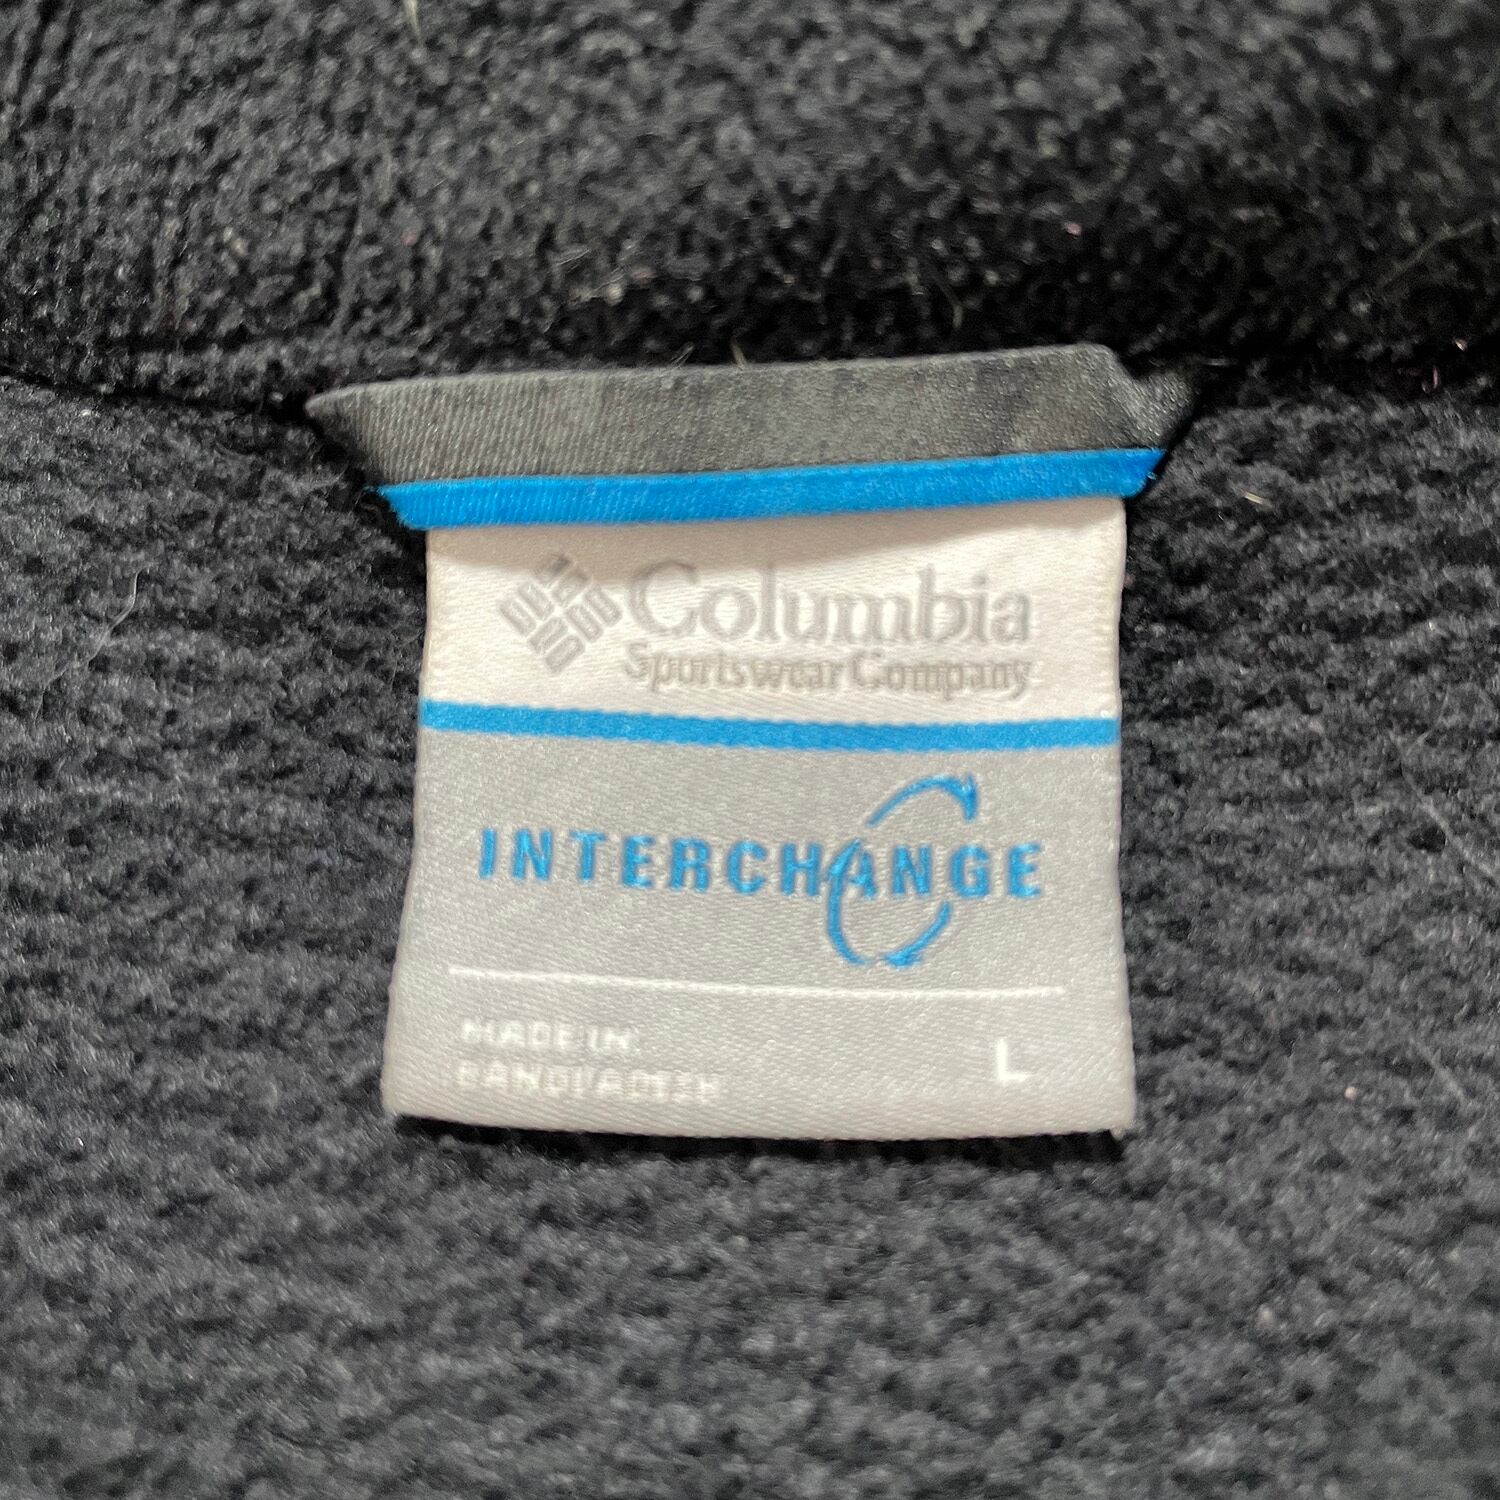 Columbia
Sportswear Company
INTERCHANGE
MADE IN:
BANGLADESH
L